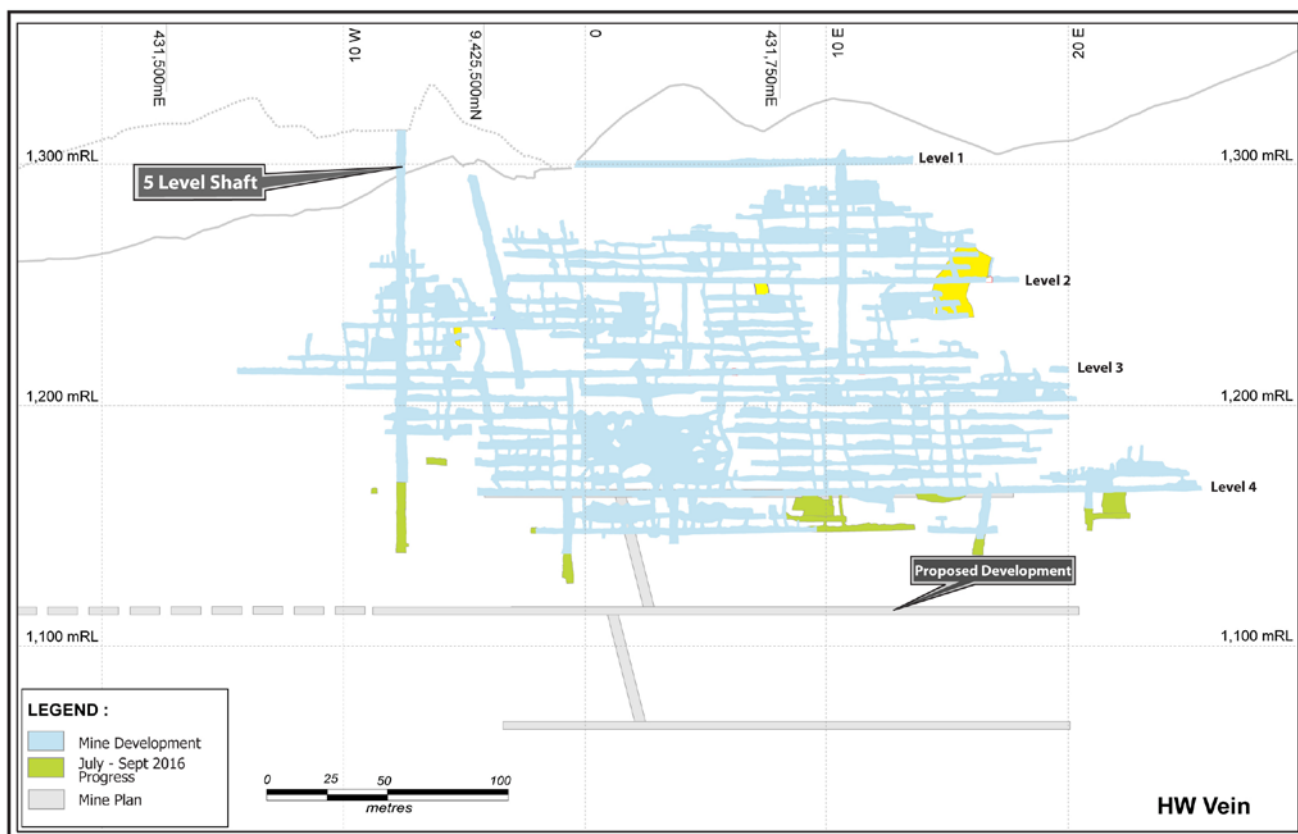 431,500mE
10 W
9,425,500mN
0
431,750mE
10 E
20 E
1,300 mRL
5 Level Shaft
Level 1
1,300 mRL
Level 2
Level 3
1,200 mRL
1,200 mRL
Level 4
Proposed Development
1,100 mRL
1,100 mRL
LEGEND :
Mine Development
July - Sept 2016
Progress
Mine Plan
0 25 50 100
metres
HW Vein